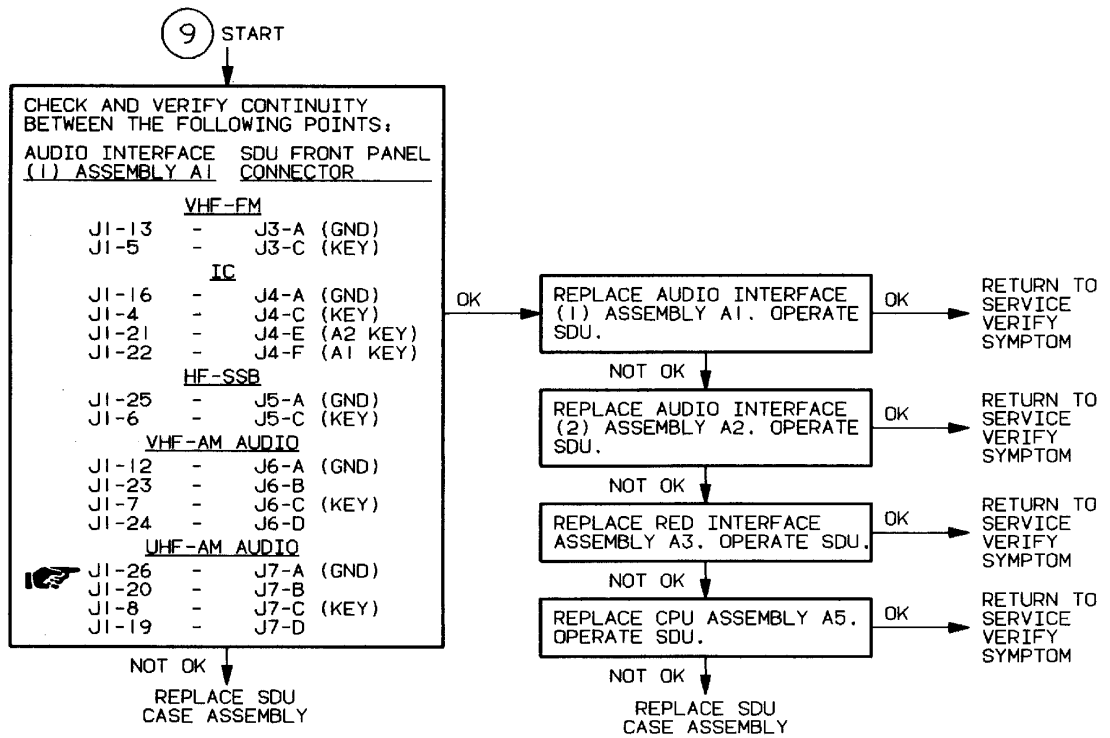 9 START
CHECK AND VERIFY CONTINUITY
BETWEEN THE FOLLOWING POINTS:
AUDIO INTERFACE SDU FRONT PANEL
(1) ASSEMBLY A1 CONNECTOR
VHF-FM
J1-13 - J3-A (GND)
J1-5 - J3-C (KEY)
IC
J1-16 - J4-A (GND)
J1-4 - J4-C (KEY)
J1-21 - J4-E (A2 KEY)
J1-22 - J4-F (A1 KEY)
HF-SSB
J1-25 - J5-A (GND)
J1-6 - J5-C (KEY)
VHF-AM AUDIO
J1-12 - J6-A (GND)
J1-23 - J6-B
J1-7 - J6-C (KEY)
J1-24 - J6-D
UHF-AM AUDIO
J1-26 - J7-A (GND)
J1-20 - J7-B
J1-8 - J7-C (KEY)
J1-19 - J7-D
NOT OK
REPLACE SDU
CASE ASSEMBLY
OK
REPLACE AUDIO INTERFACE
(1) ASSEMBLY A1. OPERATE
SDU.
OK
RETURN TO
SERVICE
VERIFY
SYMPTOM
NOT OK
REPLACE AUDIO INTERFACE
(2) ASSEMBLY A2. OPERATE
SDU.
OK
RETURN TO
SERVICE
VERIFY
SYMPTOM
NOT OK
REPLACE RED INTERFACE
ASSEMBLY A3. OPERATE SDU.
OK
RETURN TO
SERVICE
VERIFY
SYMPTOM
NOT OK
REPLACE CPU ASSEMBLY A5.
OPERATE SDU.
OK
RETURN TO
SERVICE
VERIFY
SYMPTOM
NOT OK
REPLACE SDU
CASE ASSEMBLY